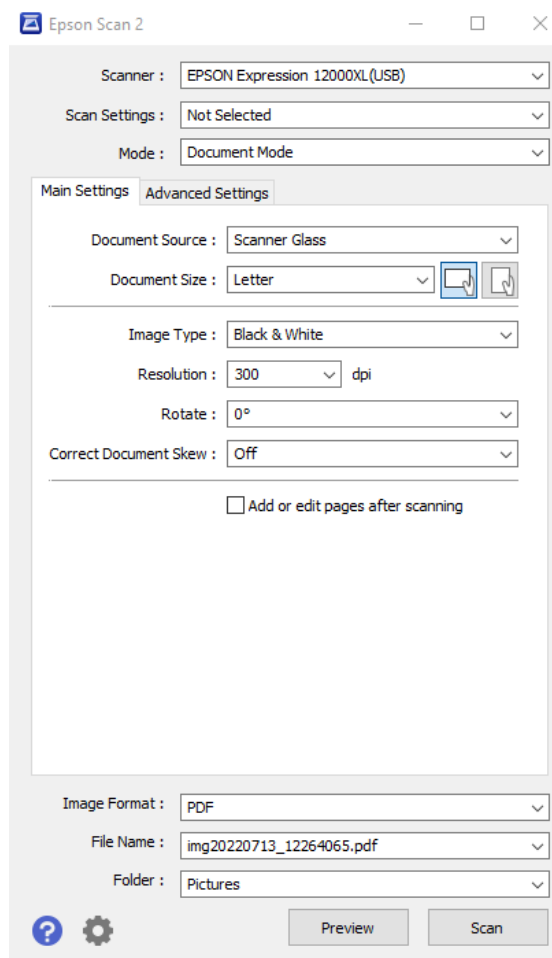 Epson Scan 2
Scanner : EPSON Expression 12000XL(USB)
Scan Settings : Not Selected
Mode : Document Mode
Main Settings Advanced Settings
Document Source : Scanner Glass
Document Size : Letter
Image Type : Black & White
Resolution : 300 dpi
Rotate : 0°
Correct Document Skew : Off
Add or edit pages after scanning
Image Format : PDF
File Name : img20220713_12264065.pdf
Folder : Pictures
? Preview Scan